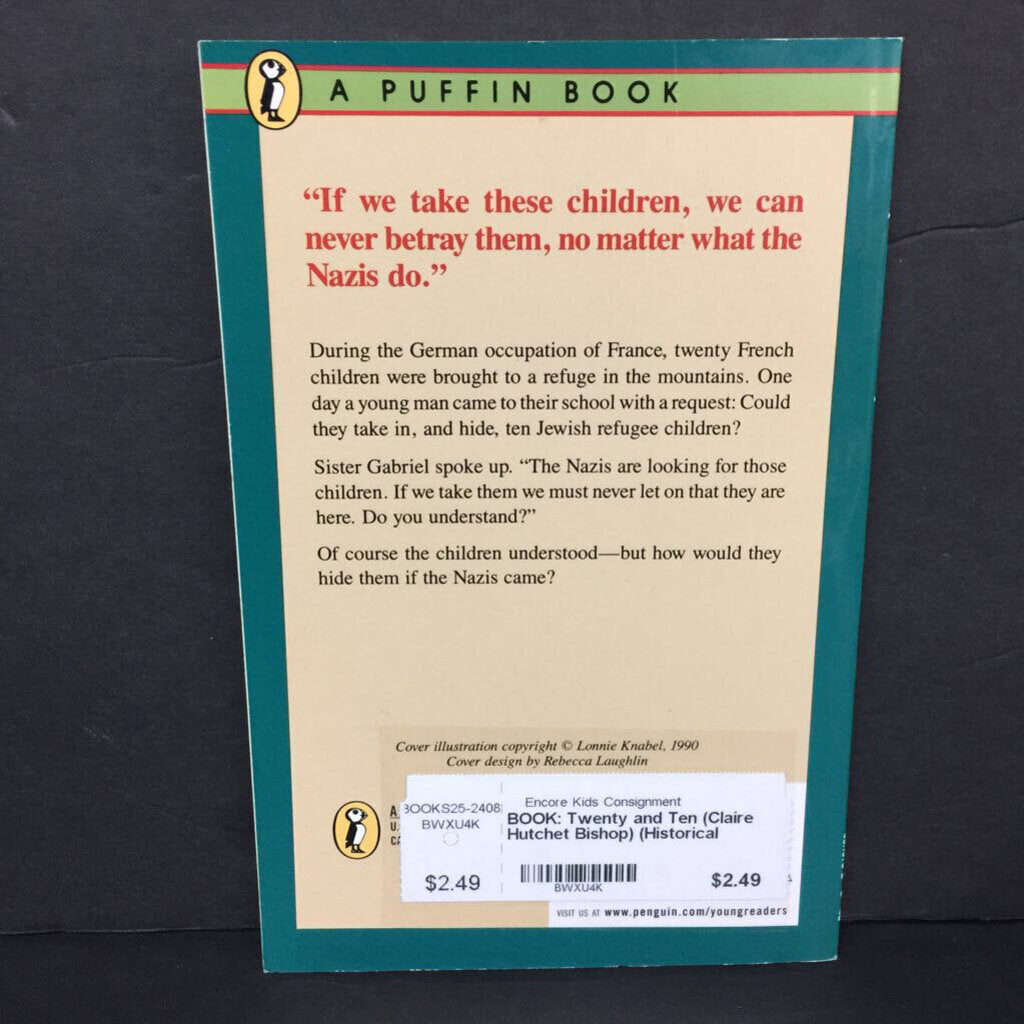 A PUFFIN BOOK
“If we take these children, we can
never betray them, no matter what the
Nazis do.”
During the German occupation of France, twenty French
children were brought to a refuge in the mountains. One
day a young man came to their school with a request: Could
they take in, and hide, ten Jewish refugee children?
Sister Gabriel spoke up. “The Nazis are looking for those
children. If we take them we must never let on that they are
here. Do you understand?”
Of course the children understood—but how would they
hide them if the Nazis came?
Cover illustration copyright © Lonnie Knabel, 1990
Cover design by Rebecca Laughlin
BOOKS25-2408
BWXU4K
$2.49
Encore Kids Consignment
BOOK: Twenty and Ten (Claire
Hutchet Bishop) (Historical
BWXU4K
$2.49
VISIT US AT www.penguin.com/youngreaders